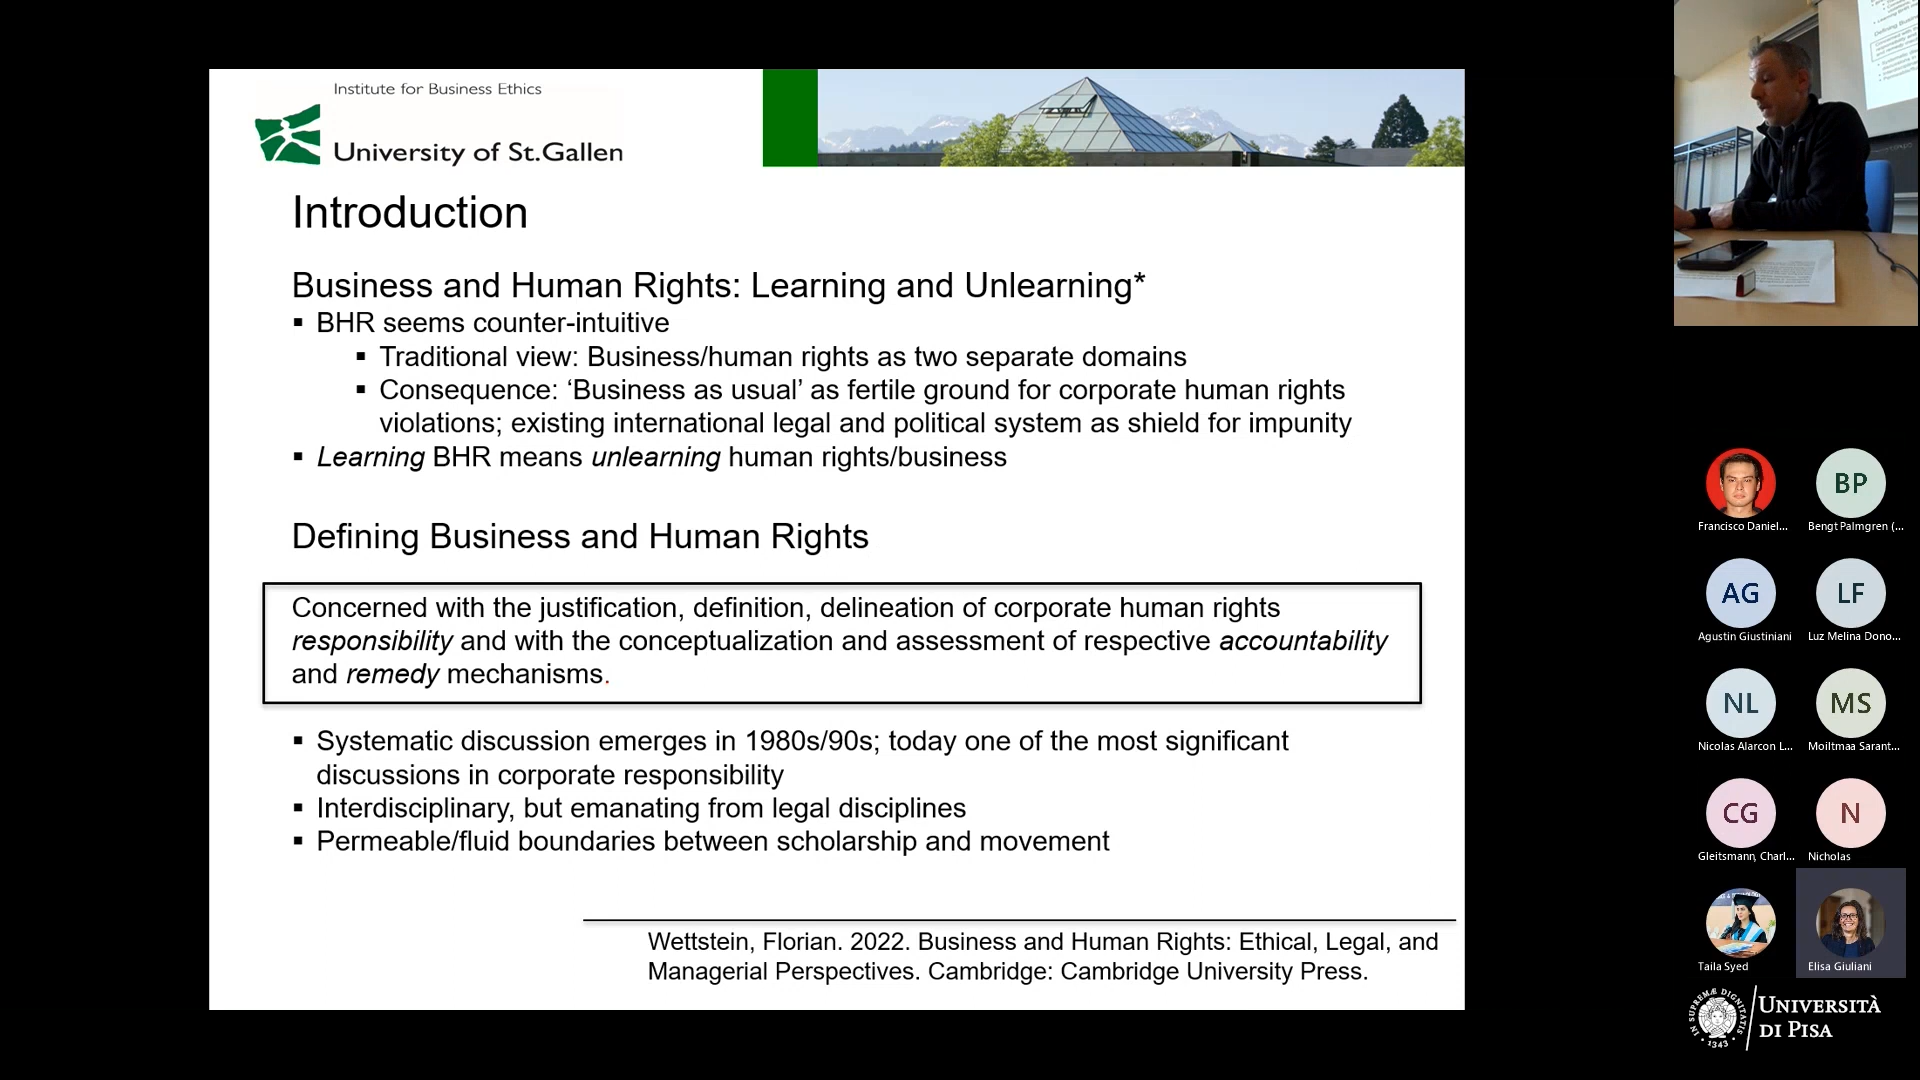 Institute for Business Ethics
University of St.Gallen
Introduction
Business and Human Rights: Learning and Unlearning*
▪ BHR seems counter-intuitive
▪ Traditional view: Business/human rights as two separate domains
▪ Consequence: ‘Business as usual’ as fertile ground for corporate human rights
violations; existing international legal and political system as shield for impunity
▪ Learning BHR means unlearning human rights/business
Defining Business and Human Rights
Concerned with the justification, definition, delineation of corporate human rights
responsibility and with the conceptualization and assessment of respective accountability
and remedy mechanisms.
▪ Systematic discussion emerges in 1980s/90s; today one of the most significant
discussions in corporate responsibility
▪ Interdisciplinary, but emanating from legal disciplines
▪ Permeable/fluid boundaries between scholarship and movement
Wettstein, Florian. 2022. Business and Human Rights: Ethical, Legal, and
Managerial Perspectives. Cambridge: Cambridge University Press.
Francisco Daniel...
BP
Bengt Palmgren (...
AG
Agustin Giustiniani
LF
Luz Melina Dono...
NL
Nicolas Alarcon L...
MS
Moiltmaa Sarant...
CG
Gleitsmann, Charl...
N
Nicholas
Taila Syed
Elisa Giuliani
IN SUPREMÆ DIGNITATIS
1343
UNIVERSITÀ
DI PISA